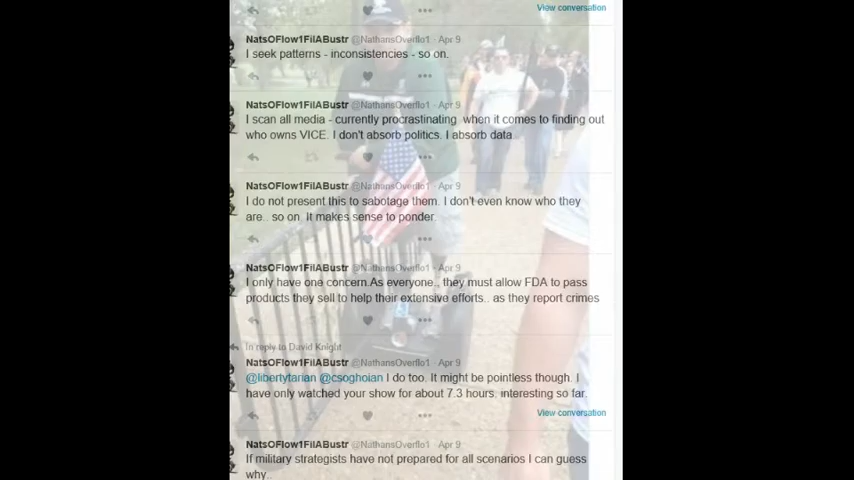 View conversation
NatsOFlow1FilABustr @NathansOverflo1 · Apr 9
I seek patterns - inconsistencies - so on.
NatsOFlow1FilABustr @NathansOverflo1 · Apr 9
I scan all media - currently procrastinating when it comes to finding out
who owns VICE. I don't absorb politics. I absorb data
NatsOFlow1FilABustr @NathansOverflo1 · Apr 9
I do not present this to sabotage them. I don't even know who they
are.. so on. It makes sense to ponder.
NatsOFlow1FilABustr @NathansOverflo1 · Apr 9
I only have one concern.As everyone.. they must allow FDA to pass
products they sell to help their extensive efforts.. as they report crimes
In reply to David Knight
NatsOFlow1FilABustr @NathansOverflo1 · Apr 9
@libertytarian @csoghoian I do too. It might be pointless though. I
have only watched your show for about 7.3 hours. interesting so far.
View conversation
NatsOFlow1FilABustr @NathansOverflo1 · Apr 9
If military strategists have not prepared for all scenarios I can guess
why..